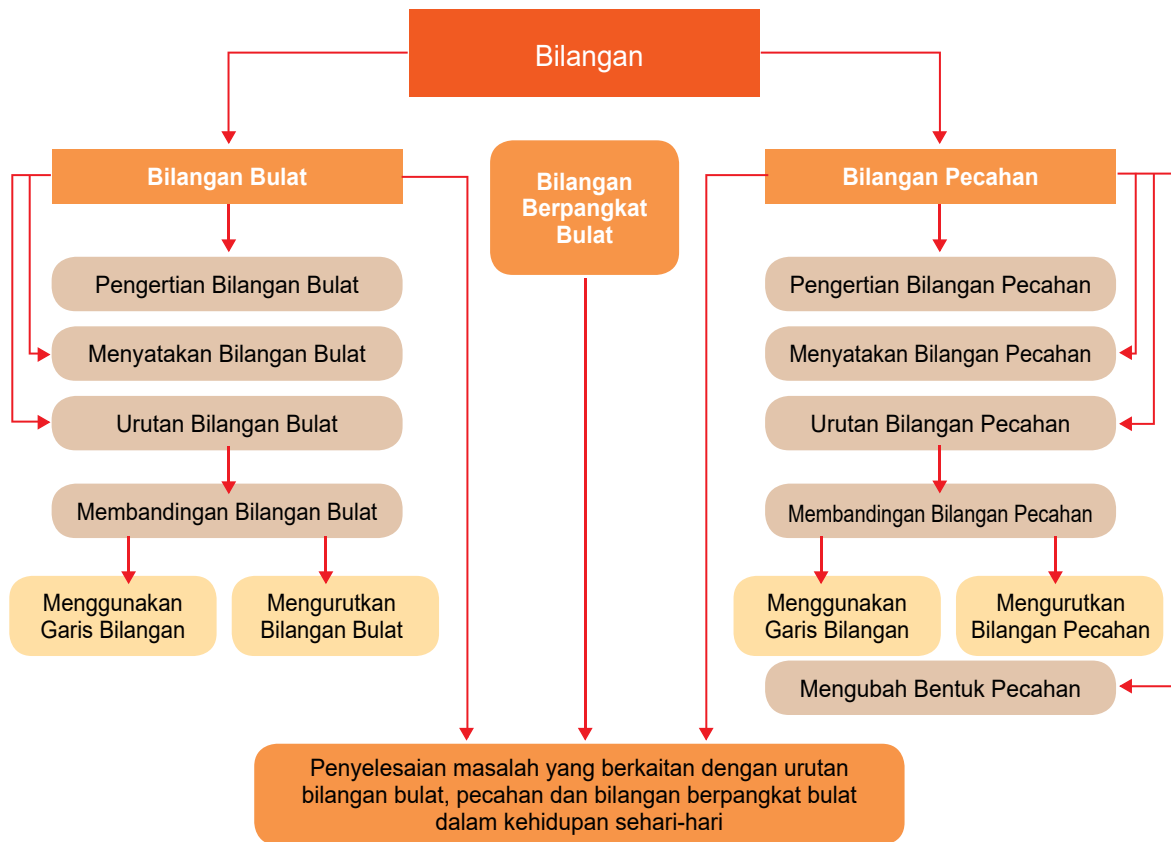 Bilangan
Bilangan Bulat
Bilangan
Berpangkat
Bulat
Bilangan Pecahan
Pengertian Bilangan Bulat
Menyatakan Bilangan Bulat
Urutan Bilangan Bulat
Membandingan Bilangan Bulat
Menggunakan
Garis Bilangan
Mengurutkan
Bilangan Bulat
Pengertian Bilangan Pecahan
Menyatakan Bilangan Pecahan
Urutan Bilangan Pecahan
Membandingan Bilangan Pecahan
Menggunakan
Garis Bilangan
Mengurutkan
Bilangan Pecahan
Mengubah Bentuk Pecahan
Penyelesaian masalah yang berkaitan dengan urutan
bilangan bulat, pecahan dan bilangan berpangkat bulat
dalam kehidupan sehari-hari